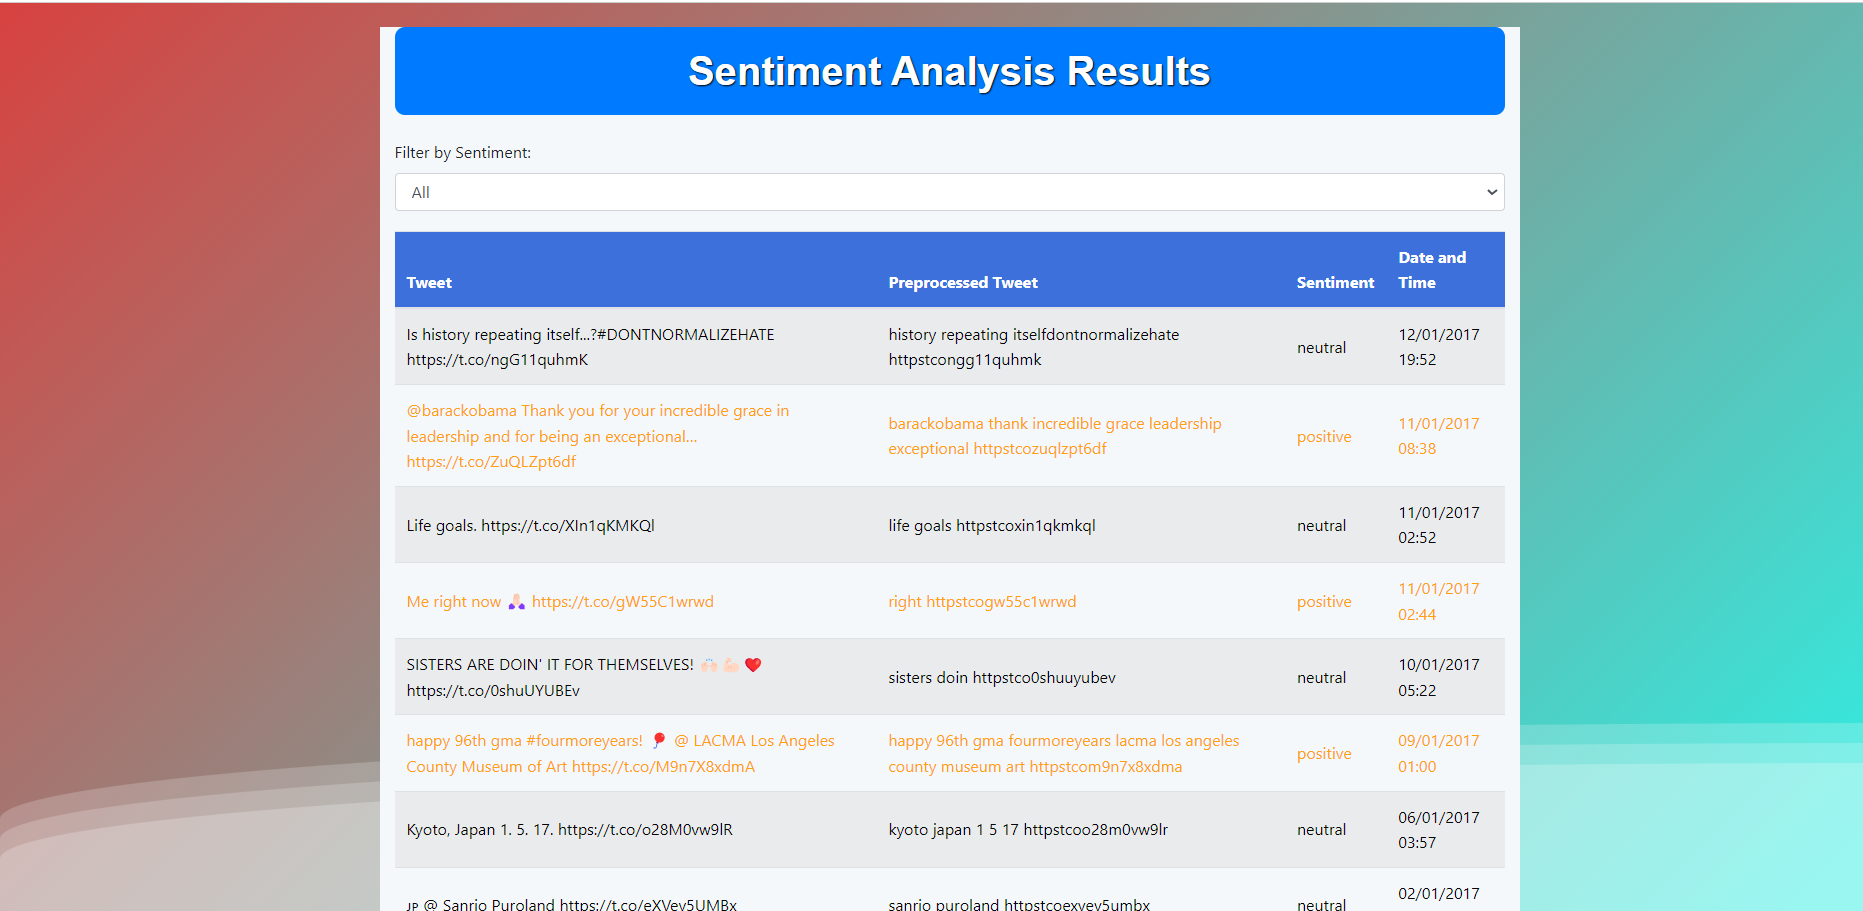 Sentiment Analysis Results
Filter by Sentiment:
All
Tweet
Preprocessed Tweet
Sentiment
Date and
Time
Is history repeating itself...?#DONTNORMALIZEHATE
https://t.co/ngG11quhmK
history repeating itselfdontnormalizehate
httpstcongg11quhmk
neutral
12/01/2017
19:52
@barackobama Thank you for your incredible grace in
leadership and for being an exceptional...
https://t.co/ZuQLZpt6df
barackobama thank incredible grace leadership
exceptional httpstcozuqlzpt6df
positive
11/01/2017
08:38
Life goals. https://t.co/XIn1qKMKQl
life goals httpstcoxin1qkmkql
neutral
11/01/2017
02:52
Me right now 🙏🏻 https://t.co/gW55C1wrwd
right httpstcogw55c1wrwd
positive
11/01/2017
02:44
SISTERS ARE DOIN' IT FOR THEMSELVES! 🙌🏻 💪🏻 ❤️
https://t.co/0shuUYUBEv
sisters doin httpstco0shuuyubev
neutral
10/01/2017
05:22
happy 96th gma #fourmoreyears! 🎈 @ LACMA Los Angeles
County Museum of Art https://t.co/M9n7X8xdmA
happy 96th gma fourmoreyears lacma los angeles
county museum art httpstcom9n7x8xdma
positive
09/01/2017
01:00
Kyoto, Japan 1. 5. 17. https://t.co/o28M0vw9lR
kyoto japan 1 5 17 httpstcoo28m0vw9lr
neutral
06/01/2017
03:57
🇯🇵 @ Sanrio Puroland https://t.co/eXVev5UMBx
sanrio puroland httpstcoexvev5umbx
neutral
02/01/2017